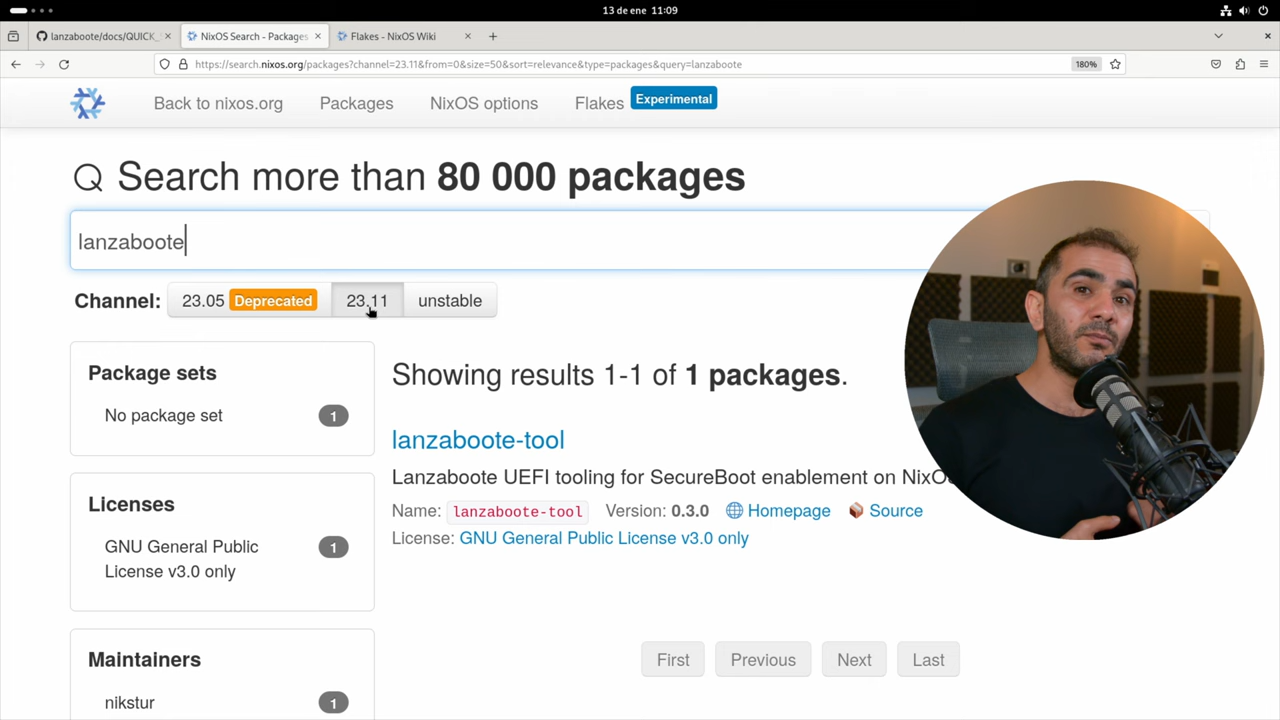 13 de ene 11:09
lanzaboote/docs/QUICK_
NixOS Search - Packages
Flakes - NixOS Wiki
https://search.nixos.org/packages?channel=23.11&from=0&size=50&sort=relevance&type=packages&query=lanzaboote
180%
Back to nixos.org
Packages
NixOS options
Flakes
Experimental
Search more than 80 000 packages
lanzaboote
Channel:
23.05 Deprecated
23.11
unstable
Package sets
No package set
1
Showing results 1-1 of 1 packages.
lanzaboote-tool
Lanzaboote UEFI tooling for SecureBoot enablement on
Name: lanzaboote-tool Version: 0.3.0 Homepage Source
License: GNU General Public License v3.0 only
Licenses
GNU General Public
License v3.0 only
1
Maintainers
nikstur
1
First
Previous
Next
Last